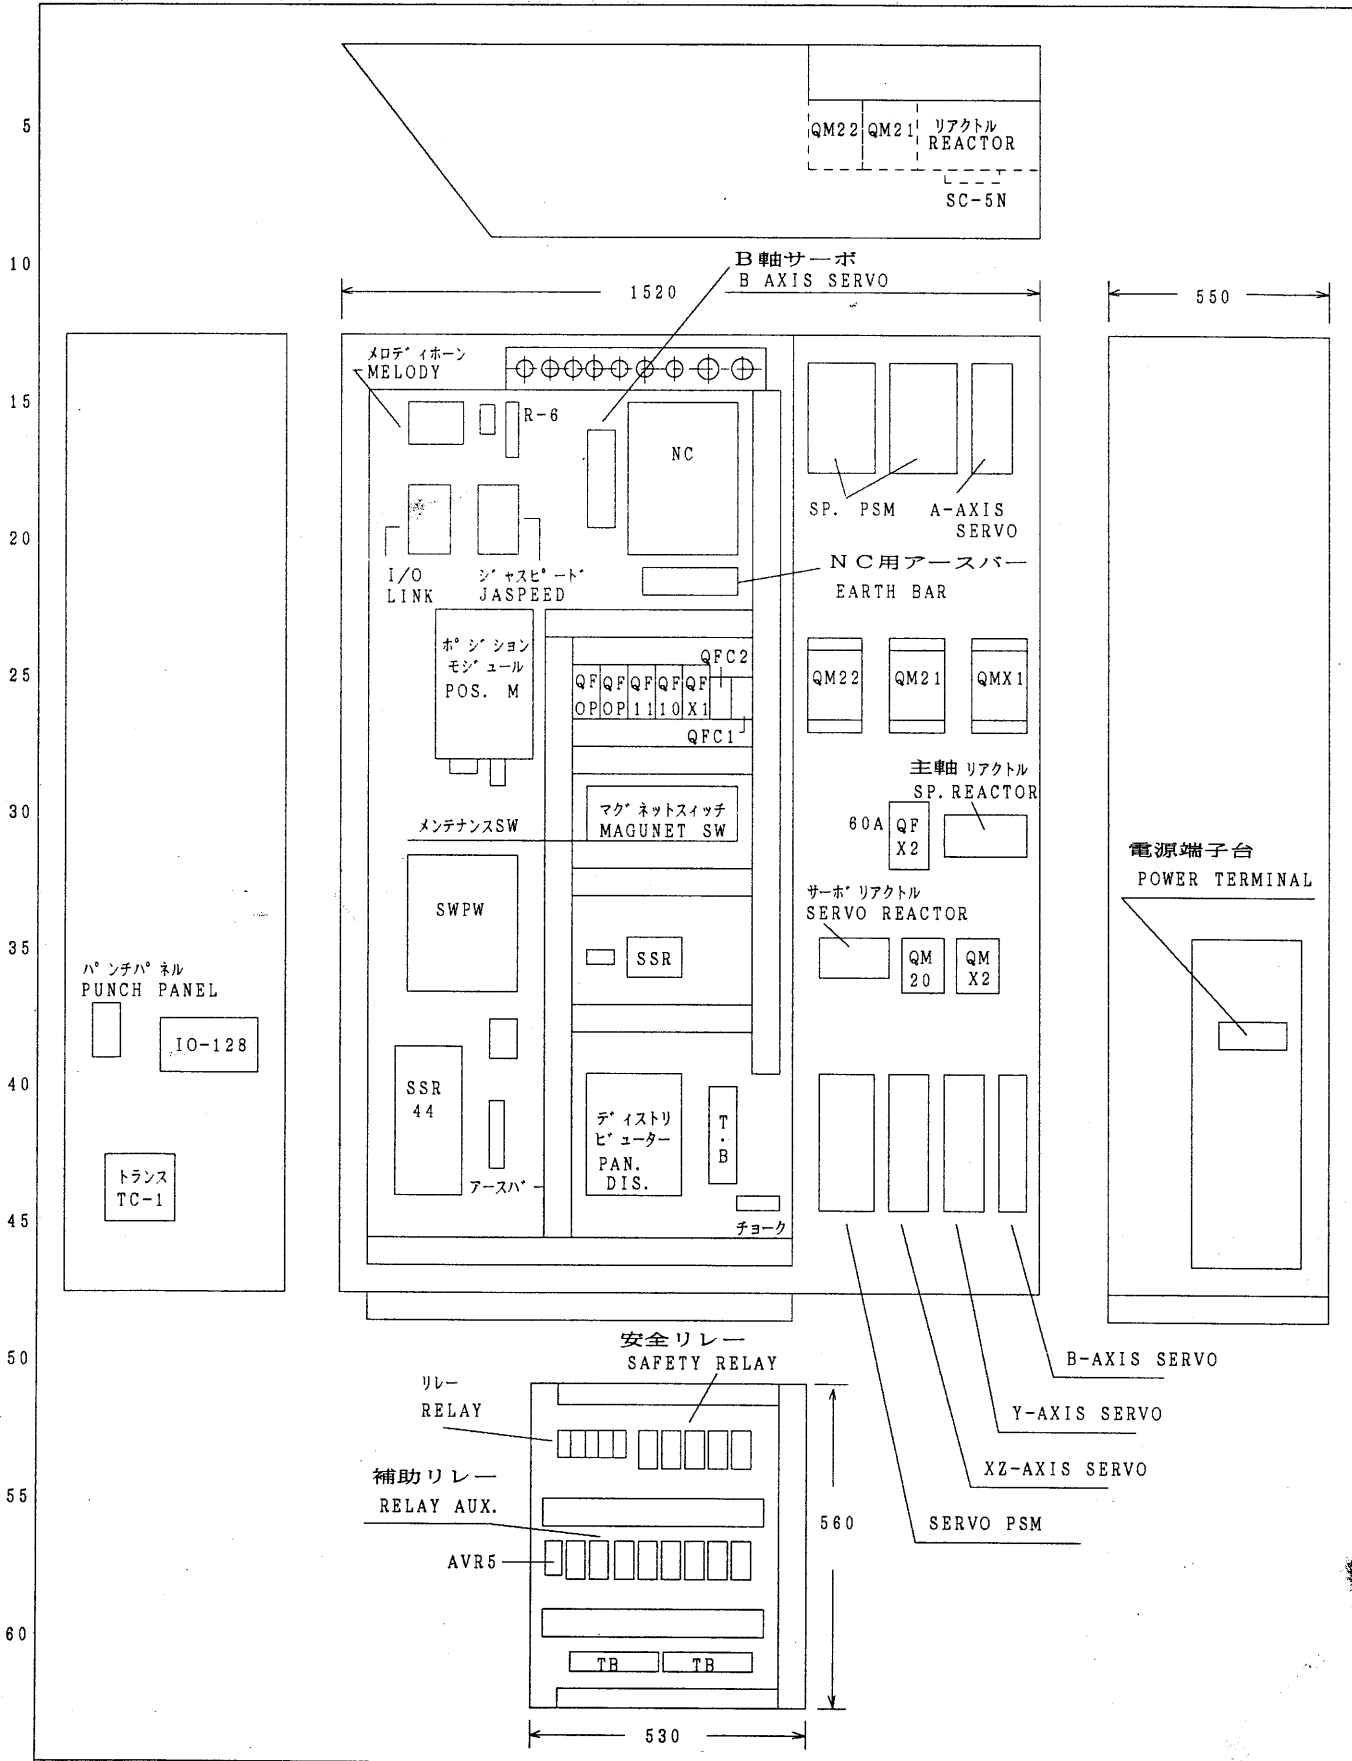 5
10
15
20
25
30
35
40
45
50
55
60
QM22
QM21
リアクトル
REACTOR
SC-5N
B軸サーボ
B AXIS SERVO
1520
550
メロディホーン
MELODY
R-6
NC
SP. PSM
A-AXIS
SERVO
I/O
LINK
ジャスピード
JASPEED
NC用アースバー
EARTH BAR
ポジション
モジュール
POS. M
QFC2
QF
OP
QF
OP
QF
11
QF
10
QF
X1
QFC1
QM22
QM21
QMX1
主軸 リアクトル
SP. REACTOR
60A
QF
X2
マグネットスイッチ
MAGUNET SW
メンテナンスSW
電源端子台
POWER TERMINAL
サーボリアクトル
SERVO REACTOR
SWPW
SSR
QM
20
QM
X2
パンチパネル
PUNCH PANEL
IO-128
SSR
44
ディストリ
ビューター
PAN.
DIS.
T
・
B
トランス
TC-1
アースバー
チョーク
安全リレー
SAFETY RELAY
B-AXIS SERVO
リレー
RELAY
Y-AXIS SERVO
補助リレー
RELAY AUX.
XZ-AXIS SERVO
560
SERVO PSM
AVR5
TB
TB
530